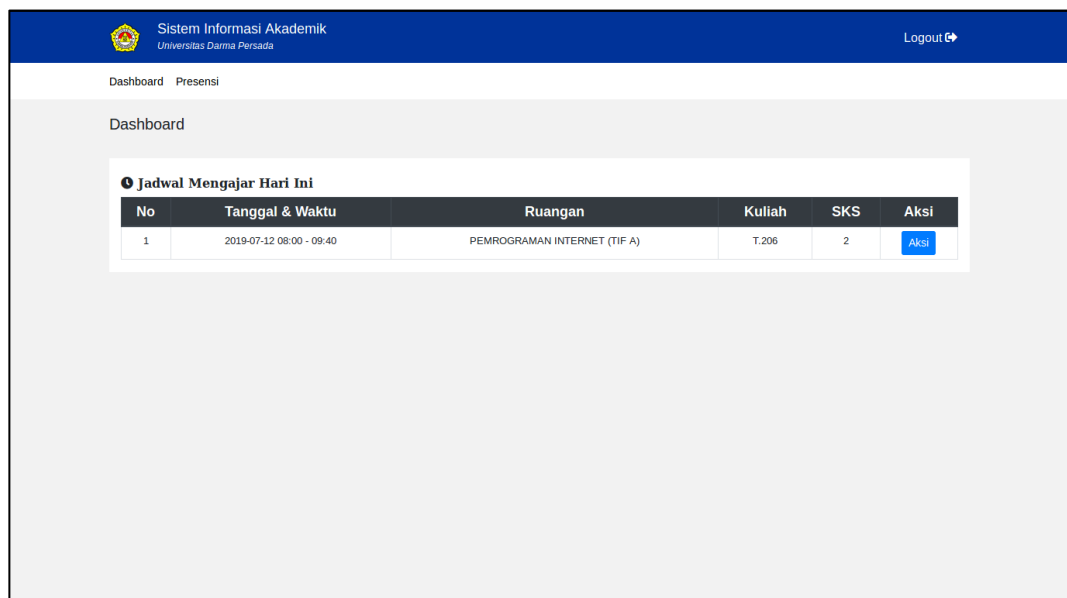 Sistem Informasi Akademik
Universitas Darma Persada
Logout
Dashboard Presensi
Dashboard
Jadwal Mengajar Hari Ini
No Tanggal & Waktu Ruangan Kuliah SKS Aksi
1 2019-07-12 08:00 - 09:40 PEMROGRAMAN INTERNET (TIF A) T.206 2 Aksi